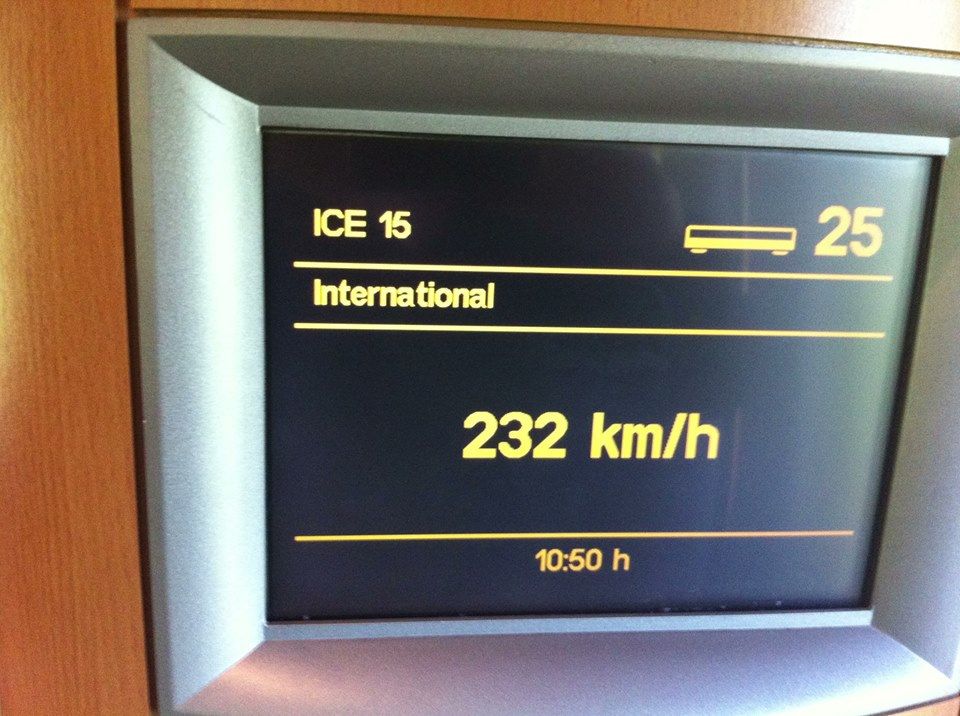 ICE 15 25
International
232 km/h
10:50 h